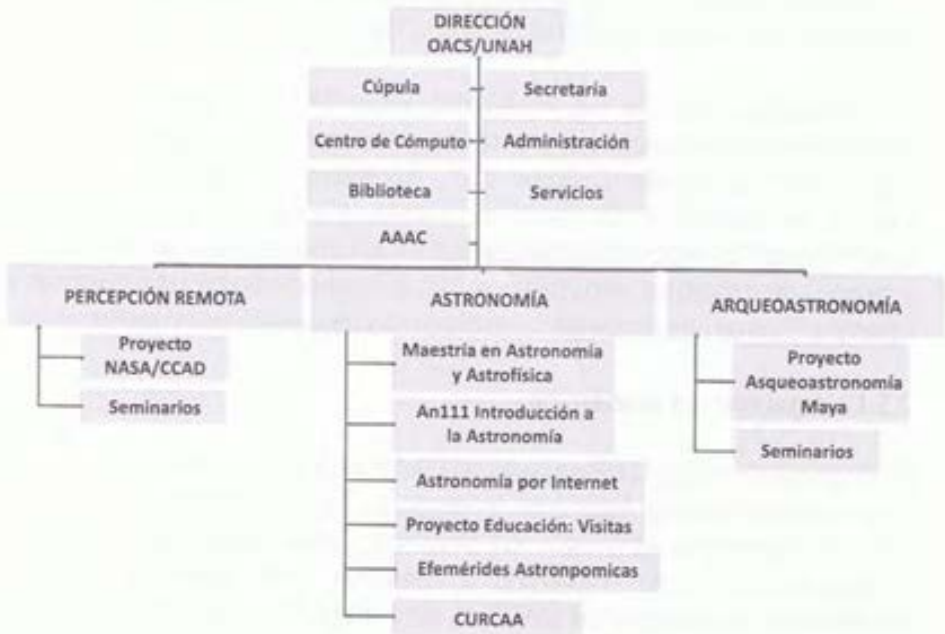 DIRECCIÓN
OACS/UNAH
Cúpula
Secretaria
Centro de Cómputo
Administración
Biblioteca
Servicios
AAAC
PERCEPCIÓN REMOTA
ASTRONOMÍA
ARQUEOASTRONOMÍA
Proyecto
NASA/CCAD
Seminarios
Maestría en Astronomía
y Astrofísica
An111 Introducción a
la Astronomía
Astronomía por Internet
Proyecto Educación: Visitas
Efemérides Astronpomicas
CURCAA
Proyecto
Asqueoastronomía
Maya
Seminarios